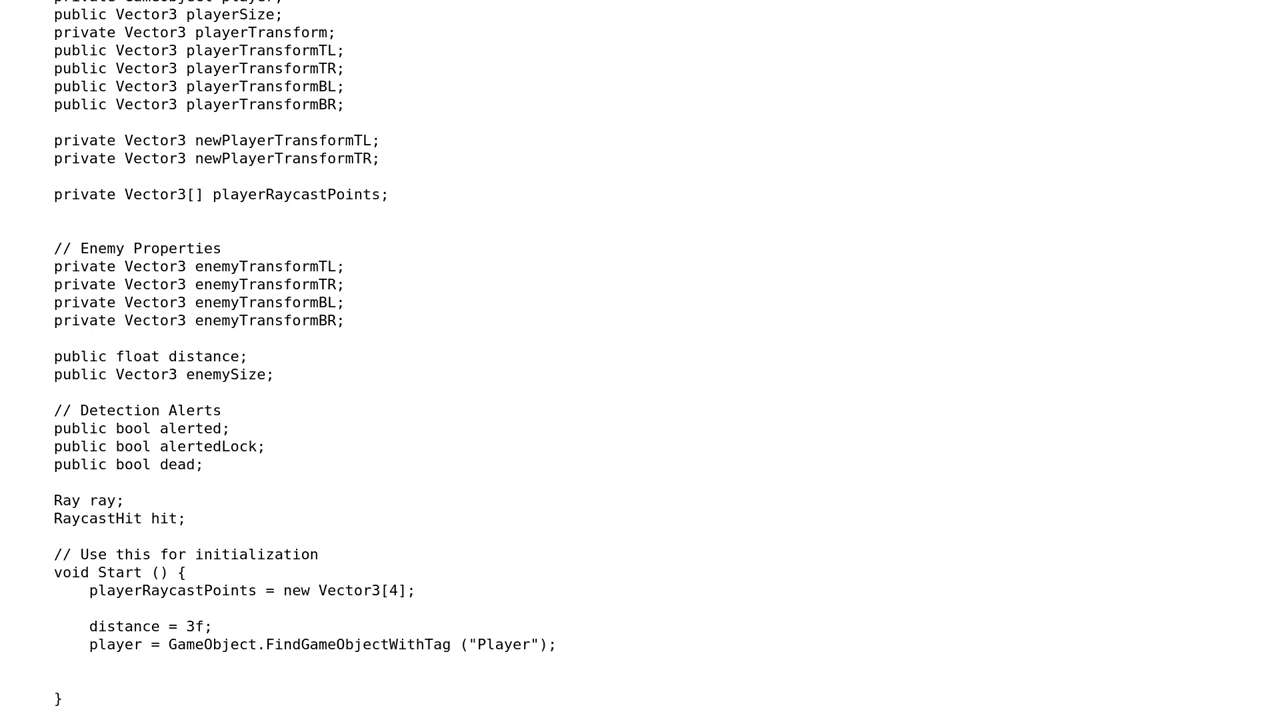 public Vector3 playerSize;
private Vector3 playerTransform;
public Vector3 playerTransformTL;
public Vector3 playerTransformTR;
public Vector3 playerTransformBL;
public Vector3 playerTransformBR;
private Vector3 newPlayerTransformTL;
private Vector3 newPlayerTransformTR;
private Vector3[] playerRaycastPoints;
// Enemy Properties
private Vector3 enemyTransformTL;
private Vector3 enemyTransformTR;
private Vector3 enemyTransformBL;
private Vector3 enemyTransformBR;
public float distance;
public Vector3 enemySize;
// Detection Alerts
public bool alerted;
public bool alertedLock;
public bool dead;
Ray ray;
RaycastHit hit;
// Use this for initialization
void Start () {
playerRaycastPoints = new Vector3[4];
distance = 3f;
player = GameObject.FindGameObjectWithTag ("Player");
}